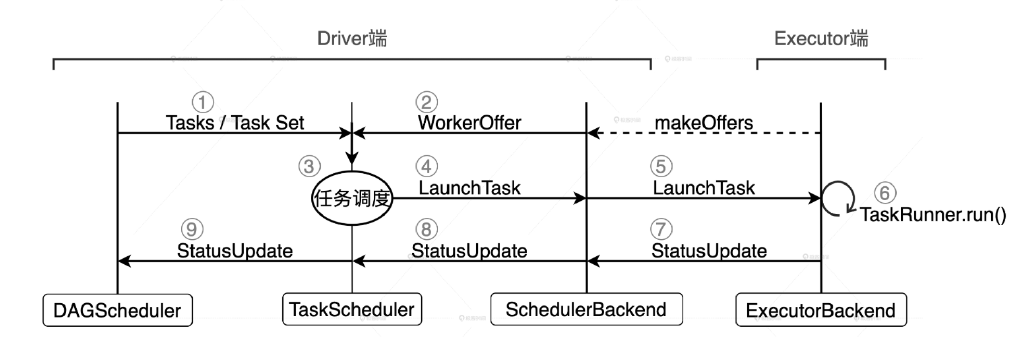 Driver端
Executor端
① ②
Tasks / Task Set WorkerOffer makeOffers
③ ④ ⑤
任务调度 LaunchTask LaunchTask ⑥
TaskRunner.run()
⑨ ⑧ ⑦
StatusUpdate StatusUpdate StatusUpdate
DAGScheduler TaskScheduler SchedulerBackend ExecutorBackend